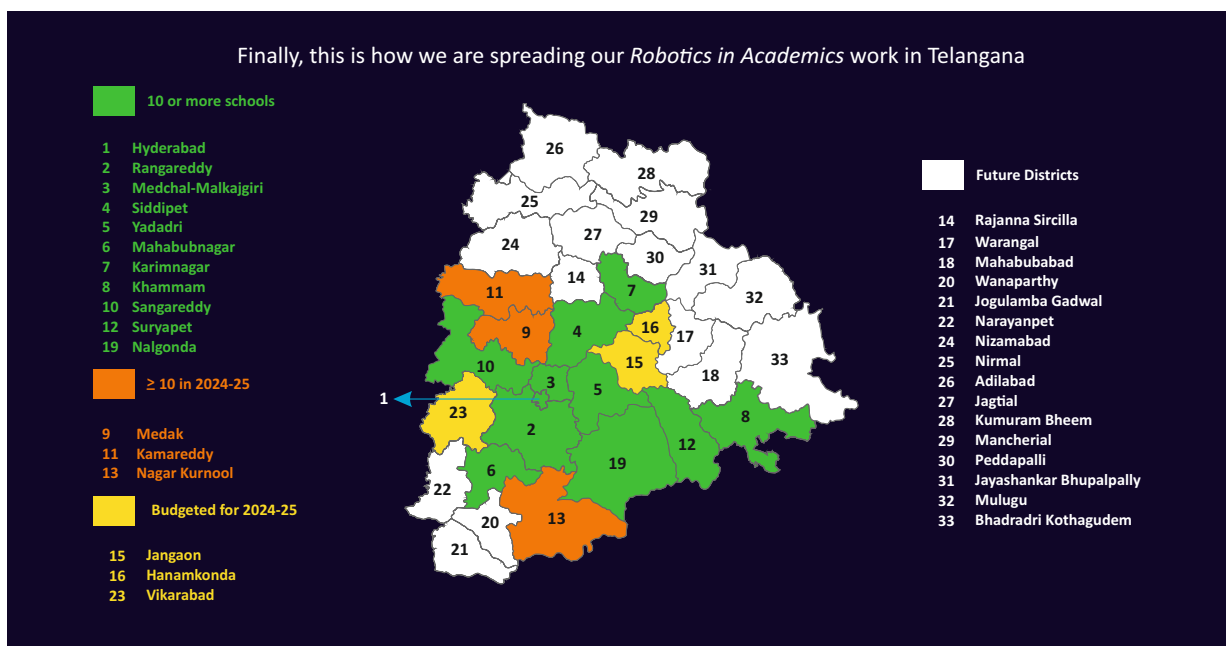 Finally, this is how we are spreading our Robotics in Academics work in Telangana
10 or more schools
1 Hyderabad
2 Rangareddy
3 Medchal-Malkajgiri
4 Siddipet
5 Yadadri
6 Mahabubnagar
7 Karimnagar
8 Khammam
10 Sangareddy
12 Suryapet
19 Nalgonda
≥ 10 in 2024-25
9 Medak
11 Kamareddy
13 Nagar Kurnool
Budgeted for 2024-25
15 Jangaon
16 Hanamkonda
23 Vikarabad
26
28
25
29
27
24
30
31
14
11
7
32
16
9
4
17
15
33
10
3
5
18
1
23
8
2
12
19
6
22
13
20
21
Future Districts
14 Rajanna Sircilla
17 Warangal
18 Mahabubabad
20 Wanaparthy
21 Jogulamba Gadwal
22 Narayanpet
24 Nizamabad
25 Nirmal
26 Adilabad
27 Jagtial
28 Kumuram Bheem
29 Mancherial
30 Peddapalli
31 Jayashankar Bhupalpally
32 Mulugu
33 Bhadradri Kothagudem